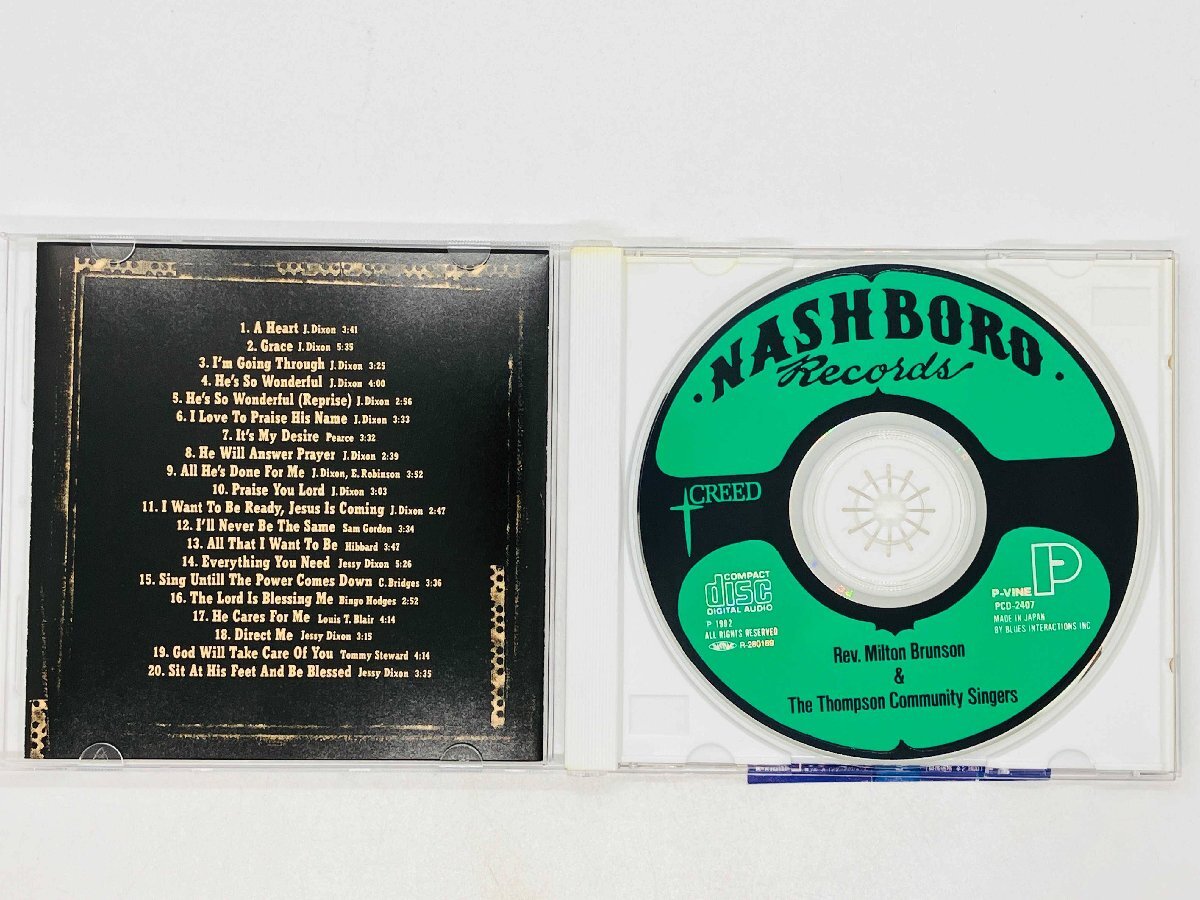 1. A Heart J. Dixon 3:41
2. Grace J. Dixon 5:35
3. I'm Going Through J. Dixon 3:25
4. He's So Wonderful J. Dixon 4:00
5. He's So Wonderful (Reprise) J. Dixon 2:56
6. I Love To Praise His Name J. Dixon 3:33
7. It's My Desire Pearce 3:32
8. He Will Answer Prayer J. Dixon 2:39
9. All He's Done For Me J. Dixon, E. Robinson 3:52
10. Praise You Lord J. Dixon 3:03
11. I Want To Be Ready, Jesus Is Coming J. Dixon 2:47
12. I'll Never Be The Same Sam Gordon 3:34
13. All That I Want To Be Hibbard 3:47
14. Everything You Need Jessy Dixon 5:26
15. Sing Untill The Power Comes Down C. Bridges 3:36
16. The Lord Is Blessing Me Bingo Hodges 2:52
17. He Cares For Me Louis T. Blair 4:14
18. Direct Me Jessy Dixon 3:15
19. God Will Take Care Of You Tommy Steward 4:14
20. Sit At His Feet And Be Blessed Jessy Dixon 3:35
· NASHBORO ·
Records
CREED
COMPACT
disc
DIGITAL AUDIO
P 1982
ALL RIGHTS RESERVED
R-280189
P
P-VINE
PCD-2407
MADE IN JAPAN
BY BLUES INTERACTIONS INC
Rev. Milton Brunson
&
The Thompson Community Singers